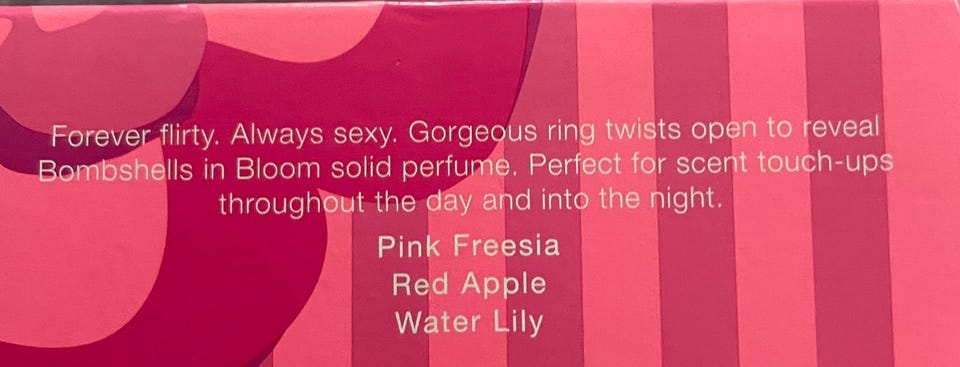 Forever flirty. Always sexy. Gorgeous ring twists open to reveal
Bombshells in Bloom solid perfume. Perfect for scent touch-ups
throughout the day and into the night.
Pink Freesia
Red Apple
Water Lily